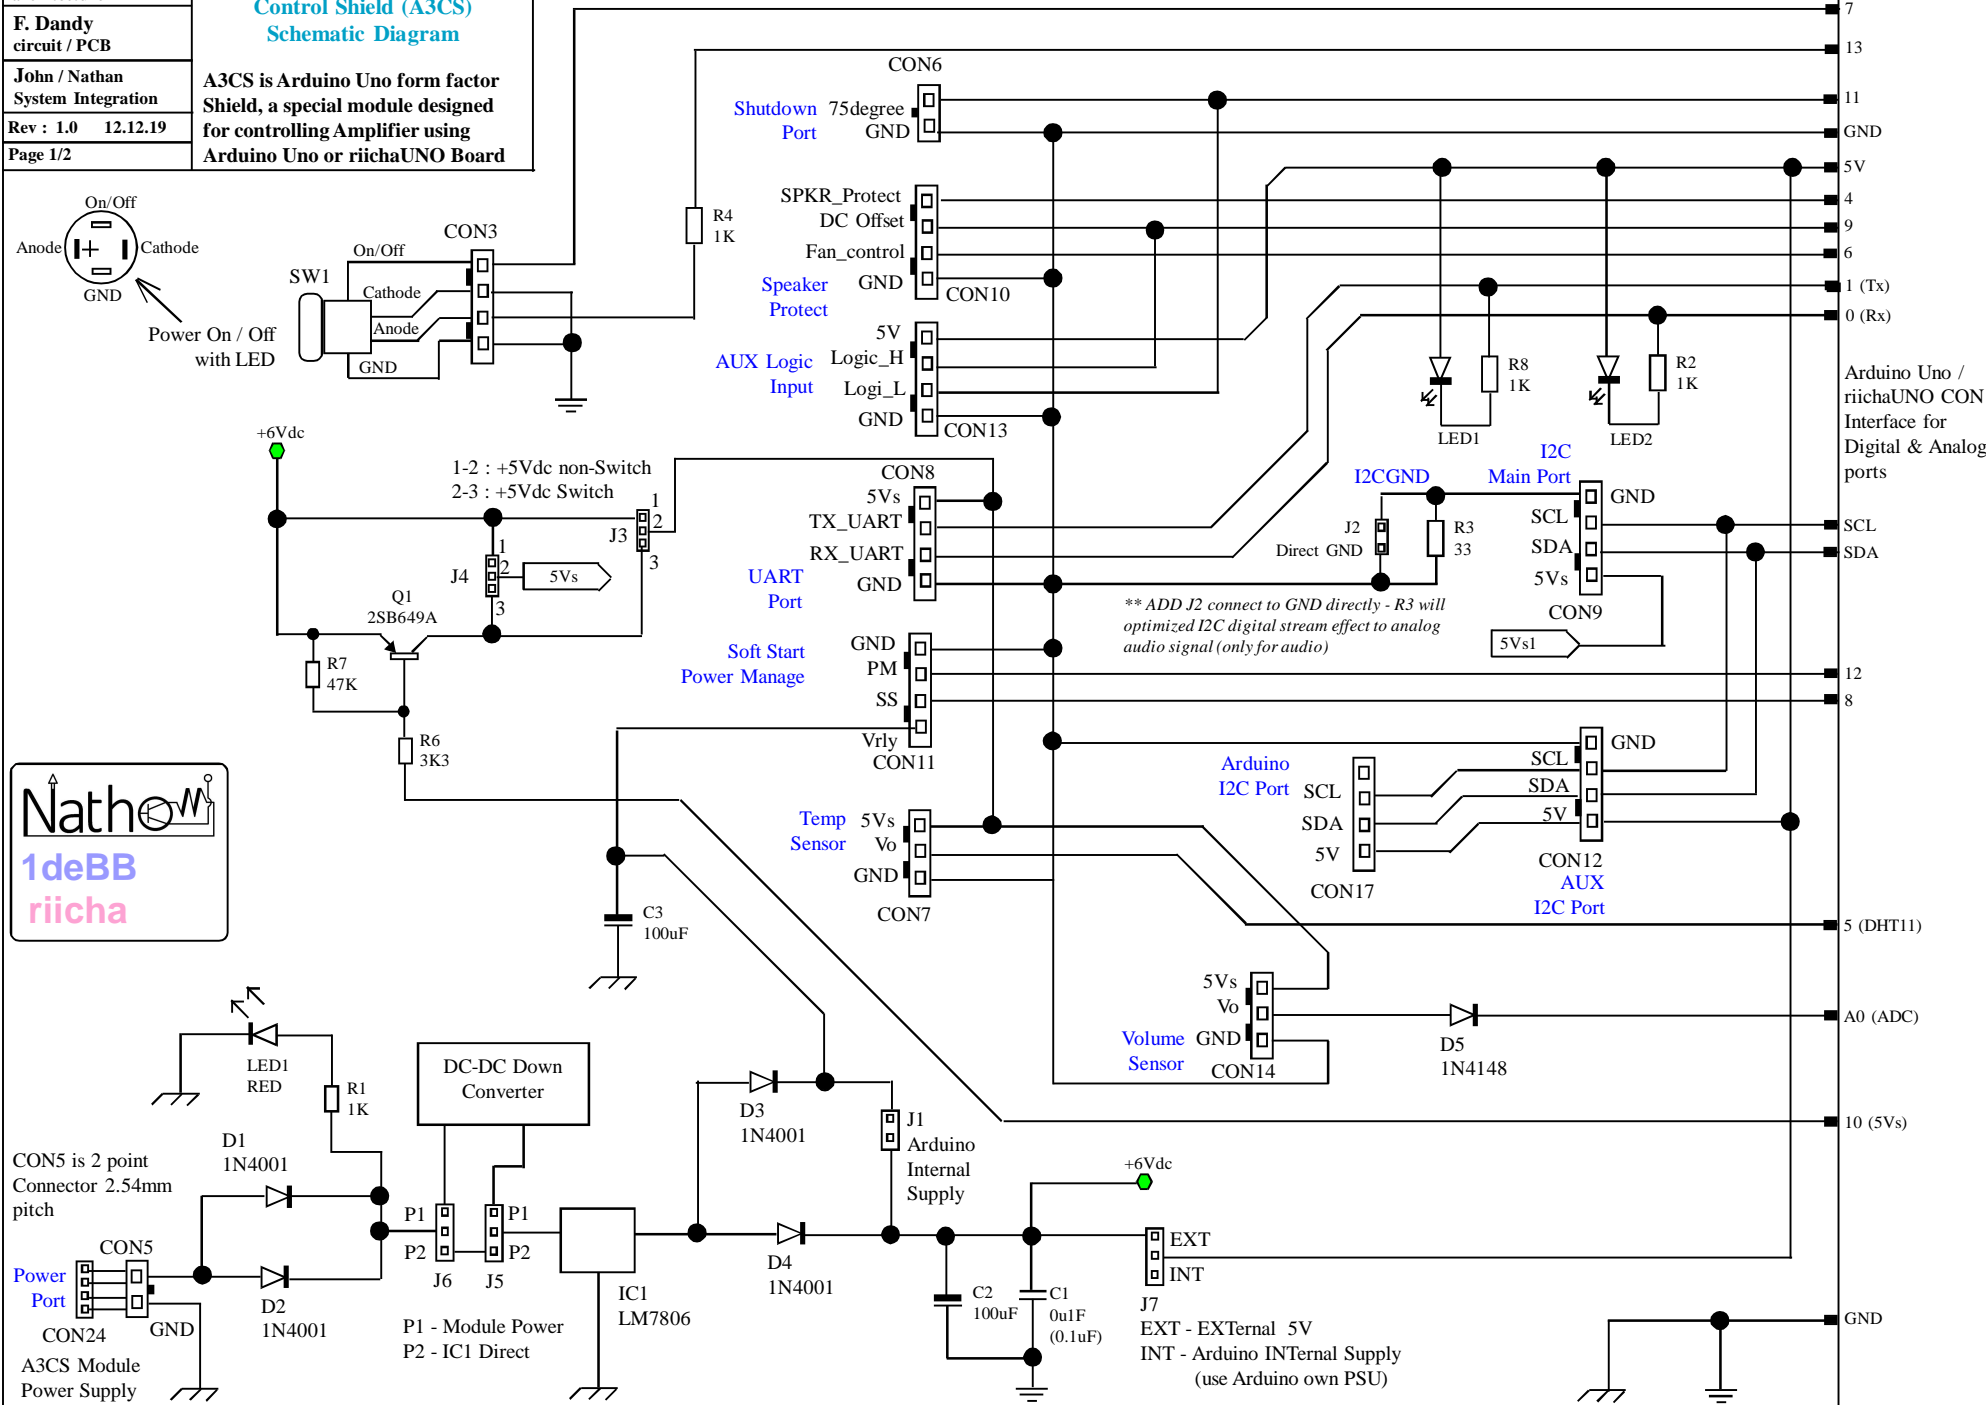 Control Shield (A3CS)
Schematic Diagram
F. Dandy
circuit / PCB
John / Nathan
System Integration
Rev : 1.0 12.12.19
Page 1/2
A3CS is Arduino Uno form factor
Shield, a special module designed
for controlling Amplifier using
Arduino Uno or riichaUNO Board
7
13
11
GND
5V
4
9
6
1 (Tx)
0 (Rx)
Arduino Uno /
riichaUNO CON
Interface for
Digital & Analog
ports
SCL
SDA
12
8
5 (DHT11)
A0 (ADC)
10 (5Vs)
GND
CON6
Shutdown
Port
75degree
GND
SPKR_Protect
DC Offset
Fan_control
GND
CON10
Speaker
Protect
5V
Logic_H
Logi_L
GND
CON13
AUX Logic
Input
On/Off
Anode
Cathode
GND
Power On / Off
with LED
SW1
On/Off
Cathode
Anode
GND
CON3
R4
1K
R8
1K
R2
1K
LED1
LED2
+6Vdc
1-2 : +5Vdc non-Switch
2-3 : +5Vdc Switch
J3
1
2
3
J4
1
2
3
5Vs
Q1
2SB649A
R7
47K
R6
3K3
CON8
5Vs
TX_UART
RX_UART
GND
UART
Port
I2CGND
J2
Direct GND
R3
33
I2C
Main Port
GND
SCL
SDA
5Vs
CON9
5Vs1
** ADD J2 connect to GND directly - R3 will
optimized I2C digital stream effect to analog
audio signal (only for audio)
Soft Start
Power Manage
GND
PM
SS
Vrly
CON11
Arduino
I2C Port
SCL
SDA
5V
CON17
GND
SCL
SDA
5V
CON12
AUX
I2C Port
Natho
1deBB
riicha
Temp
Sensor
5Vs
Vo
GND
CON7
C3
100uF
5Vs
Vo
GND
CON14
Volume
Sensor
D5
1N4148
LED1
RED
R1
1K
DC-DC Down
Converter
D3
1N4001
J1
Arduino
Internal
Supply
+6Vdc
D1
1N4001
CON5 is 2 point
Connector 2.54mm
pitch
CON5
Power
Port
CON24
GND
A3CS Module
Power Supply
D2
1N4001
P1
P2
J6
P1
P2
J5
P1 - Module Power
P2 - IC1 Direct
IC1
LM7806
D4
1N4001
C2
100uF
C1
0u1F
(0.1uF)
EXT
INT
J7
EXT - EXTernal 5V
INT - Arduino INTernal Supply
(use Arduino own PSU)